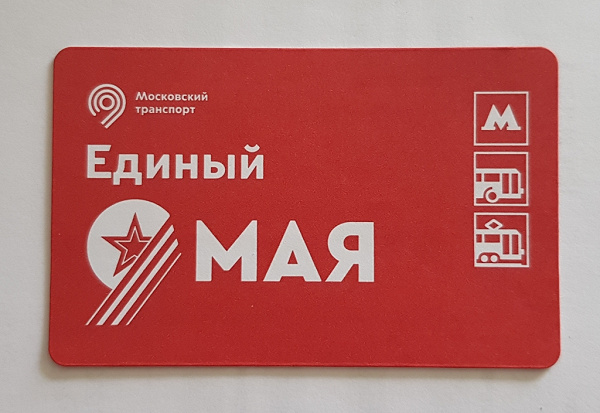 Московский
транспорт
Единый
9 МАЯ
М